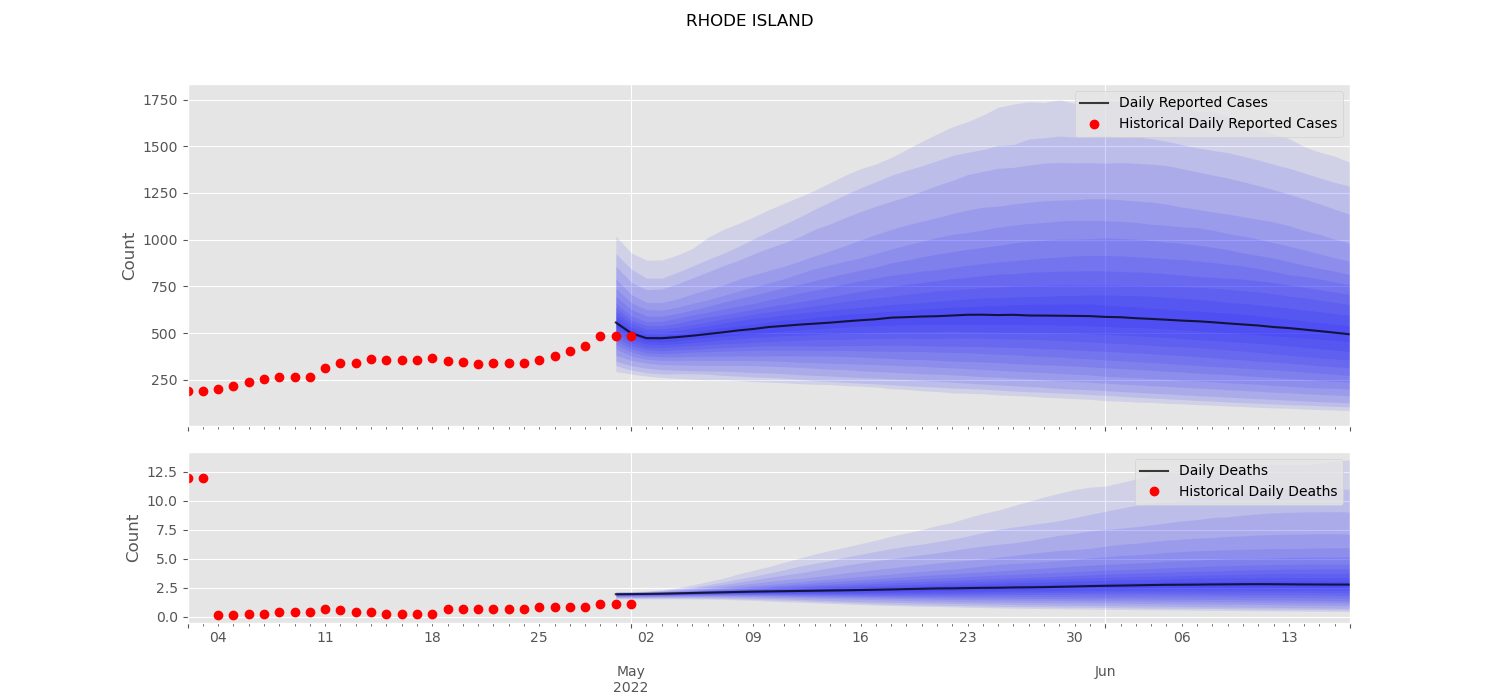 RHODE ISLAND
1750
1500
1250
1000
750
500
250
Count
Daily Reported Cases
Historical Daily Reported Cases
12.5
10.0
7.5
5.0
2.5
0.0
Count
Daily Deaths
Historical Daily Deaths
04 11 18 25 02 09 16 23 30 06 13
May Jun
2022